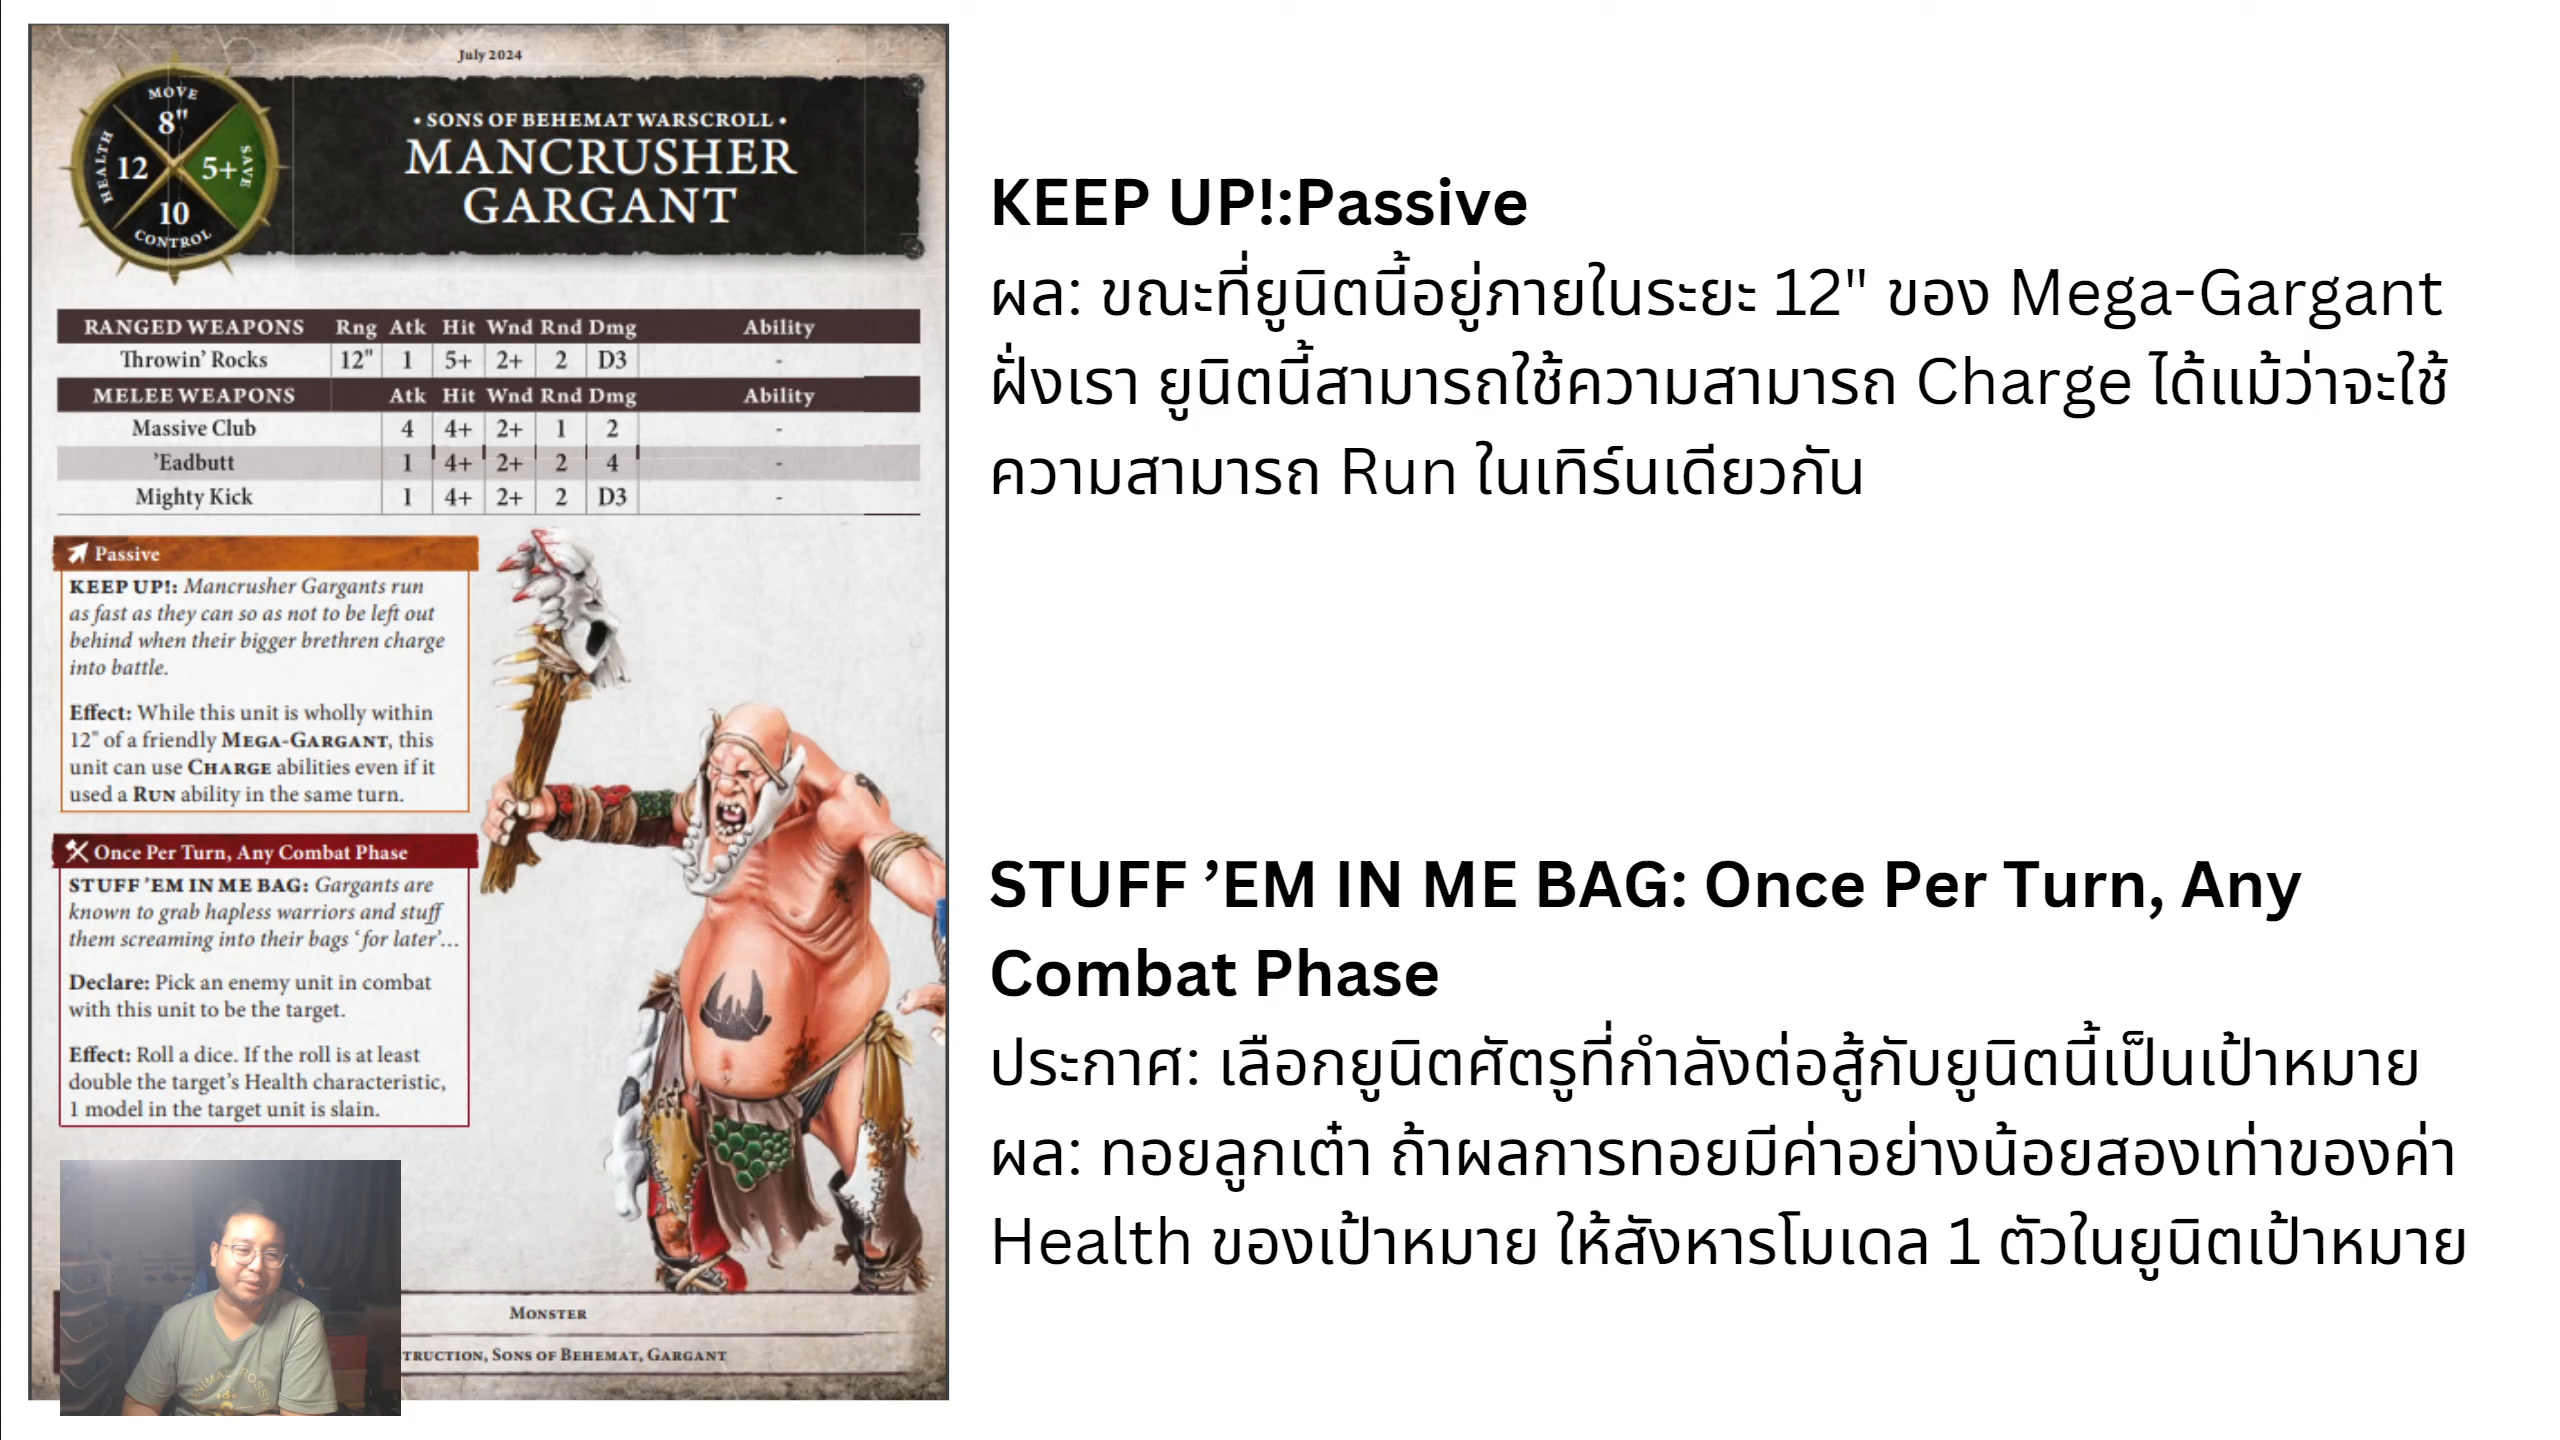 July 2024
MOVE
8"
HEALTH
12
5+
SAVE
10
CONTROL
• SONS OF BEHEMAT WARSCROLL •
MANCRUSHER
GARGANT
RANGED WEAPONS Rng Atk Hit Wnd Rnd Dmg Ability
Throwin' Rocks 12" 1 5+ 2+ 2 D3 -
MELEE WEAPONS Atk Hit Wnd Rnd Dmg Ability
Massive Club 4 4+ 2+ 1 2 -
'Eadbutt 1 4+ 2+ 2 4 -
Mighty Kick 1 4+ 2+ 2 D3 -
Passive
KEEP UP!: Mancrusher Gargants run
as fast as they can so as not to be left out
behind when their bigger brethren charge
into battle.
Effect: While this unit is wholly within
12" of a friendly MEGA-GARGANT, this
unit can use CHARGE abilities even if it
used a RUN ability in the same turn.
Once Per Turn, Any Combat Phase
STUFF 'EM IN ME BAG: Gargants are
known to grab hapless warriors and stuff
them screaming into their bags 'for later'...
Declare: Pick an enemy unit in combat
with this unit to be the target.
Effect: Roll a dice. If the roll is at least
double the target's Health characteristic,
1 model in the target unit is slain.
MONSTER
SONS OF BEHEMAT, GARGANT
KEEP UP!:Passive
ผล: ขณะที่ยูนิตนี้อยู่ภายในระยะ 12" ของ Mega-Gargant
ฝั่งเรา ยูนิตนี้สามารถใช้ความสามารถ Charge ได้แม้ว่าจะใช้
ความสามารถ Run ในเทิร์นเดียวกัน
STUFF ’EM IN ME BAG: Once Per Turn, Any
Combat Phase
ประกาศ: เลือกยูนิตศัตรูที่กำลังต่อสู้กับยูนิตนี้เป็นเป้าหมาย
ผล: ทอยลูกเต๋า ถ้าผลการทอยมีค่าอย่างน้อยสองเท่าของค่า
Health ของเป้าหมาย ให้สังหารโมเดล 1 ตัวในยูนิตเป้าหมาย